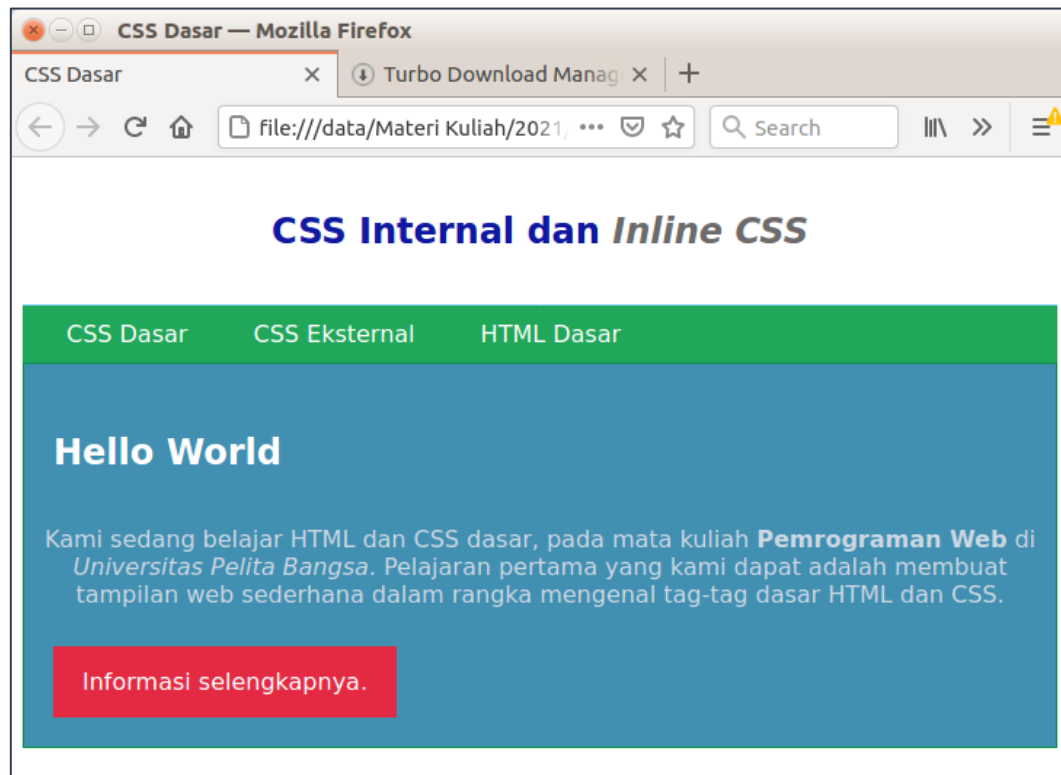 CSS Dasar — Mozilla Firefox
CSS Dasar Turbo Download Manag
file:///data/Materi Kuliah/2021/ Search
CSS Internal dan Inline CSS
CSS Dasar CSS Eksternal HTML Dasar
Hello World
Kami sedang belajar HTML dan CSS dasar, pada mata kuliah Pemrograman Web di
Universitas Pelita Bangsa. Pelajaran pertama yang kami dapat adalah membuat
tampilan web sederhana dalam rangka mengenal tag-tag dasar HTML dan CSS.
Informasi selengkapnya.